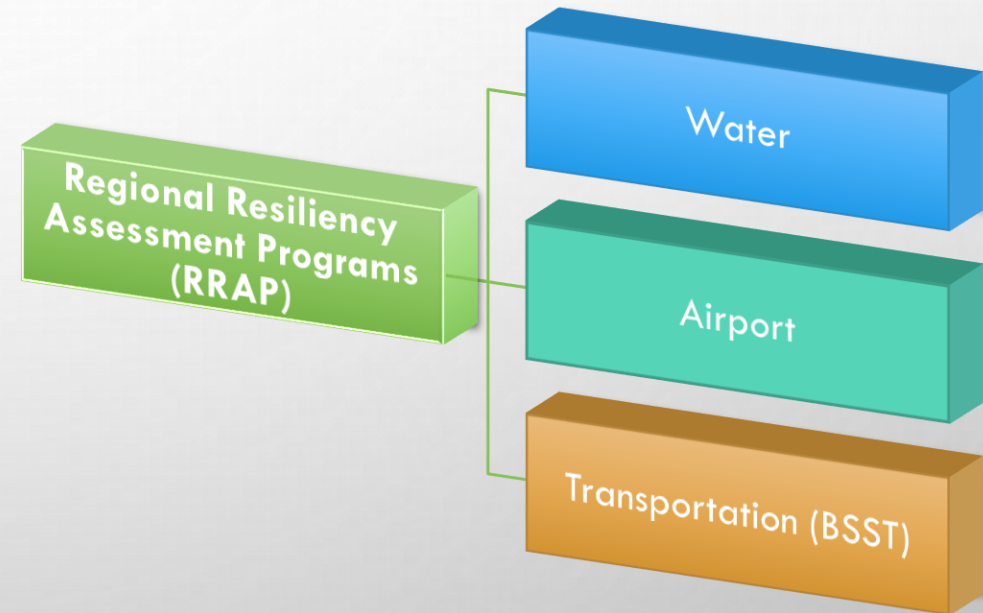 Regional Resiliency
Assessment Programs
(RRAP)
Water
Airport
Transportation (BSST)